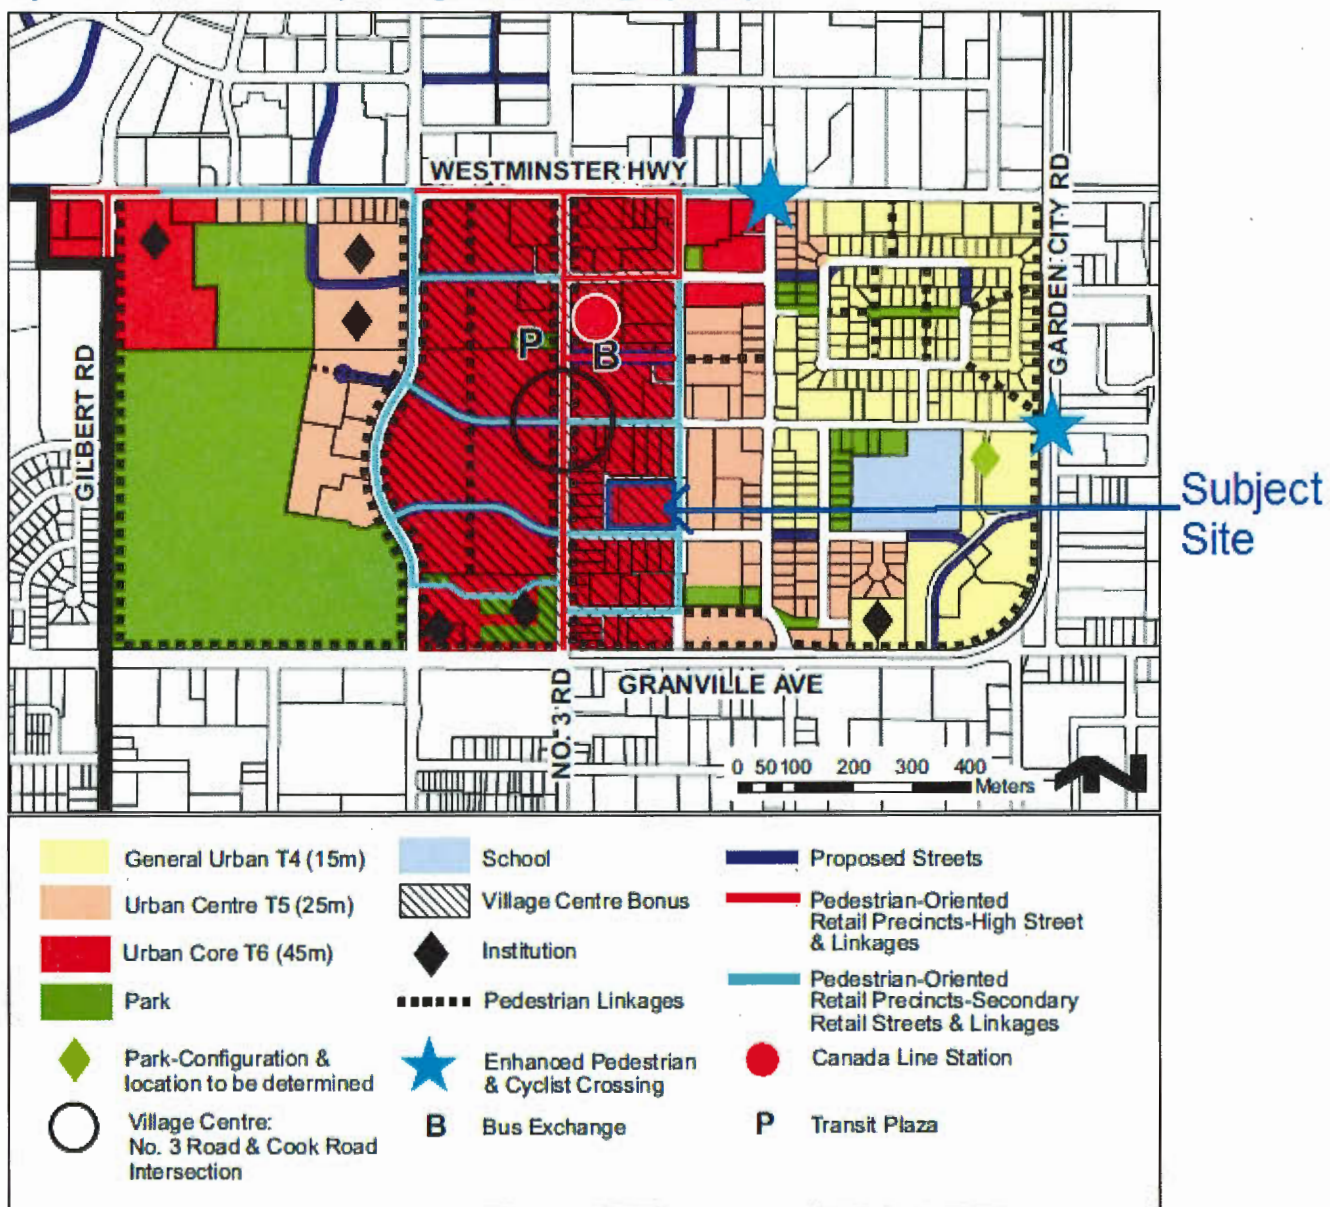 WESTMINSTER HWY
GARDEN CITY RD
GILBERT RD
P
B
Subject
Site
NO. 3 RD
GRANVILLE AVE
0 50 100 200 300 400
Meters
N
General Urban T4 (15m)
Urban Centre T5 (25m)
Urban Core T6 (45m)
Park
Park-Configuration &
location to be determined
Village Centre:
No. 3 Road & Cook Road
Intersection
School
Village Centre Bonus
Institution
Pedestrian Linkages
Enhanced Pedestrian
& Cyclist Crossing
B Bus Exchange
Proposed Streets
Pedestrian-Oriented
Retail Precincts-High Street
& Linkages
Pedestrian-Oriented
Retail Precincts-Secondary
Retail Streets & Linkages
Canada Line Station
P Transit Plaza